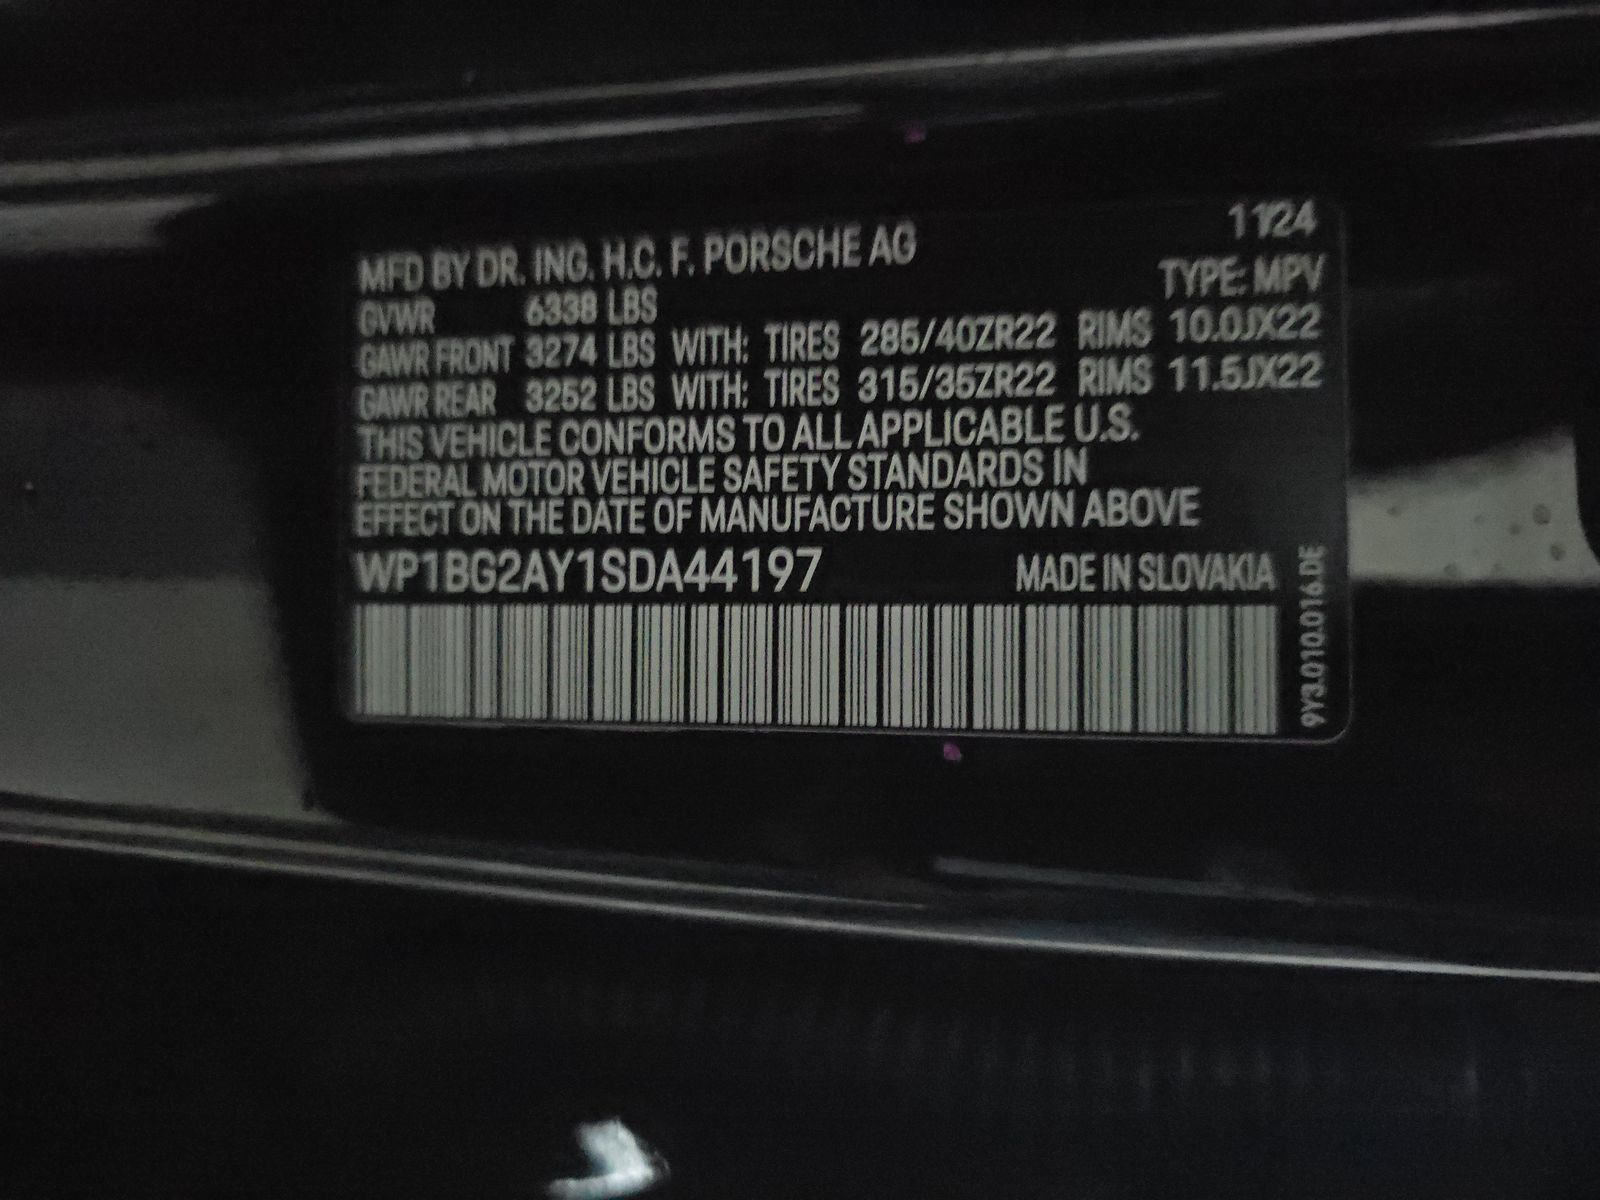 11/24
MFD BY DR. ING. H.C. F. PORSCHE AG
TYPE: MPV
GVWR 6338 LBS
GAWR FRONT 3274 LBS WITH: TIRES 285/40ZR22 RIMS 10.0JX22
GAWR REAR 3252 LBS WITH: TIRES 315/35ZR22 RIMS 11.5JX22
THIS VEHICLE CONFORMS TO ALL APPLICABLE U.S.
FEDERAL MOTOR VEHICLE SAFETY STANDARDS IN
EFFECT ON THE DATE OF MANUFACTURE SHOWN ABOVE
WP1BG2AY1SDA44197 MADE IN SLOVAKIA
9Y3.010.016.DE